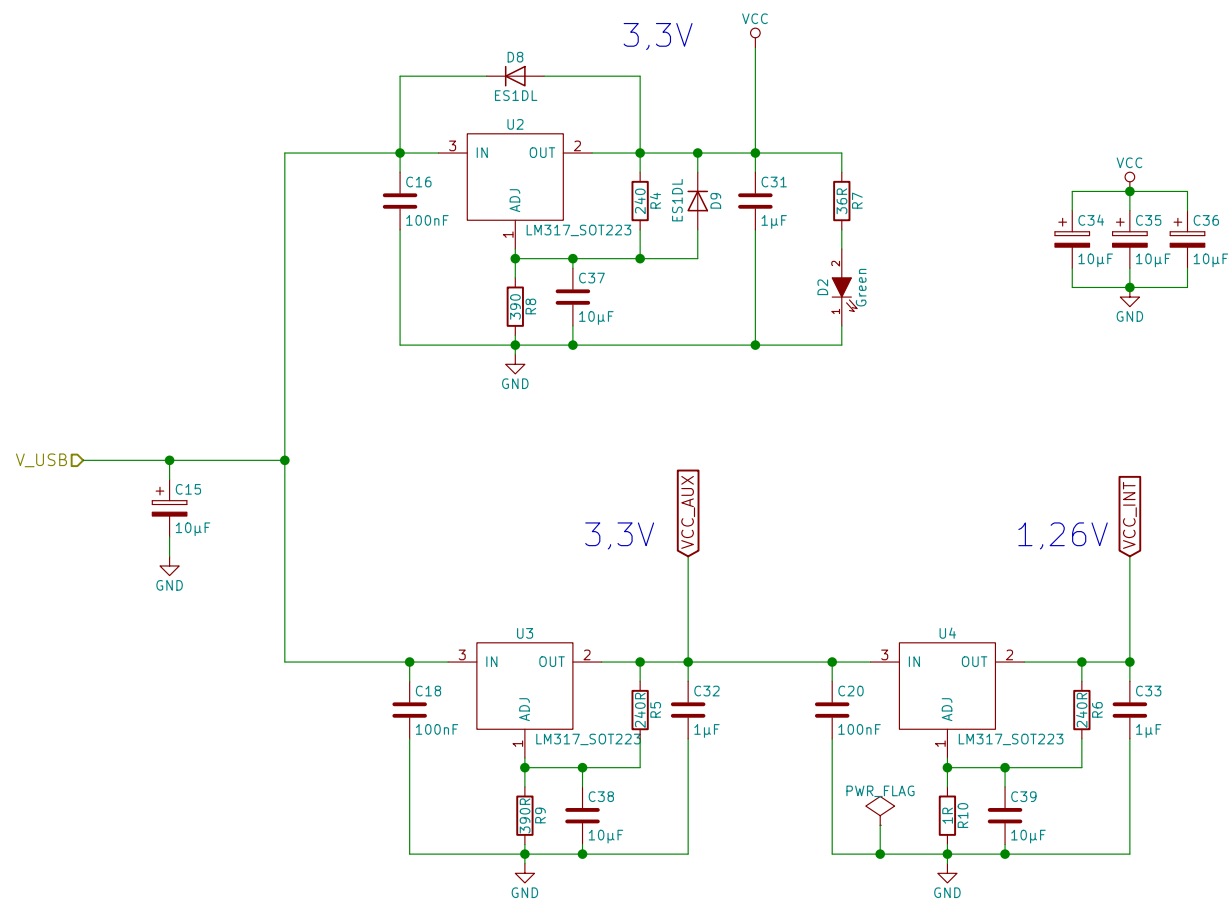 3,3V
VCC
D8
ES1DL
U2
3
IN
OUT
2
ADJ
1
LM317_SOT223
C16
100nF
240
R4
ES1DL
D9
C31
1µF
36R
R7
C37
10µF
390
R8
2
D2
Green
1
GND
VCC
+
C34
10µF
+
C35
10µF
+
C36
10µF
GND
V_USB
+
C15
10µF
GND
3,3V
VCC_AUX
1,26V
VCC_INT
U3
3
IN
OUT
2
ADJ
1
LM317_SOT223
C18
100nF
240R
R5
C32
1µF
390R
R9
C38
10µF
GND
U4
3
IN
OUT
2
ADJ
1
LM317_SOT223
C20
100nF
240R
R6
C33
1µF
PWR_FLAG
1R
R10
C39
10µF
GND